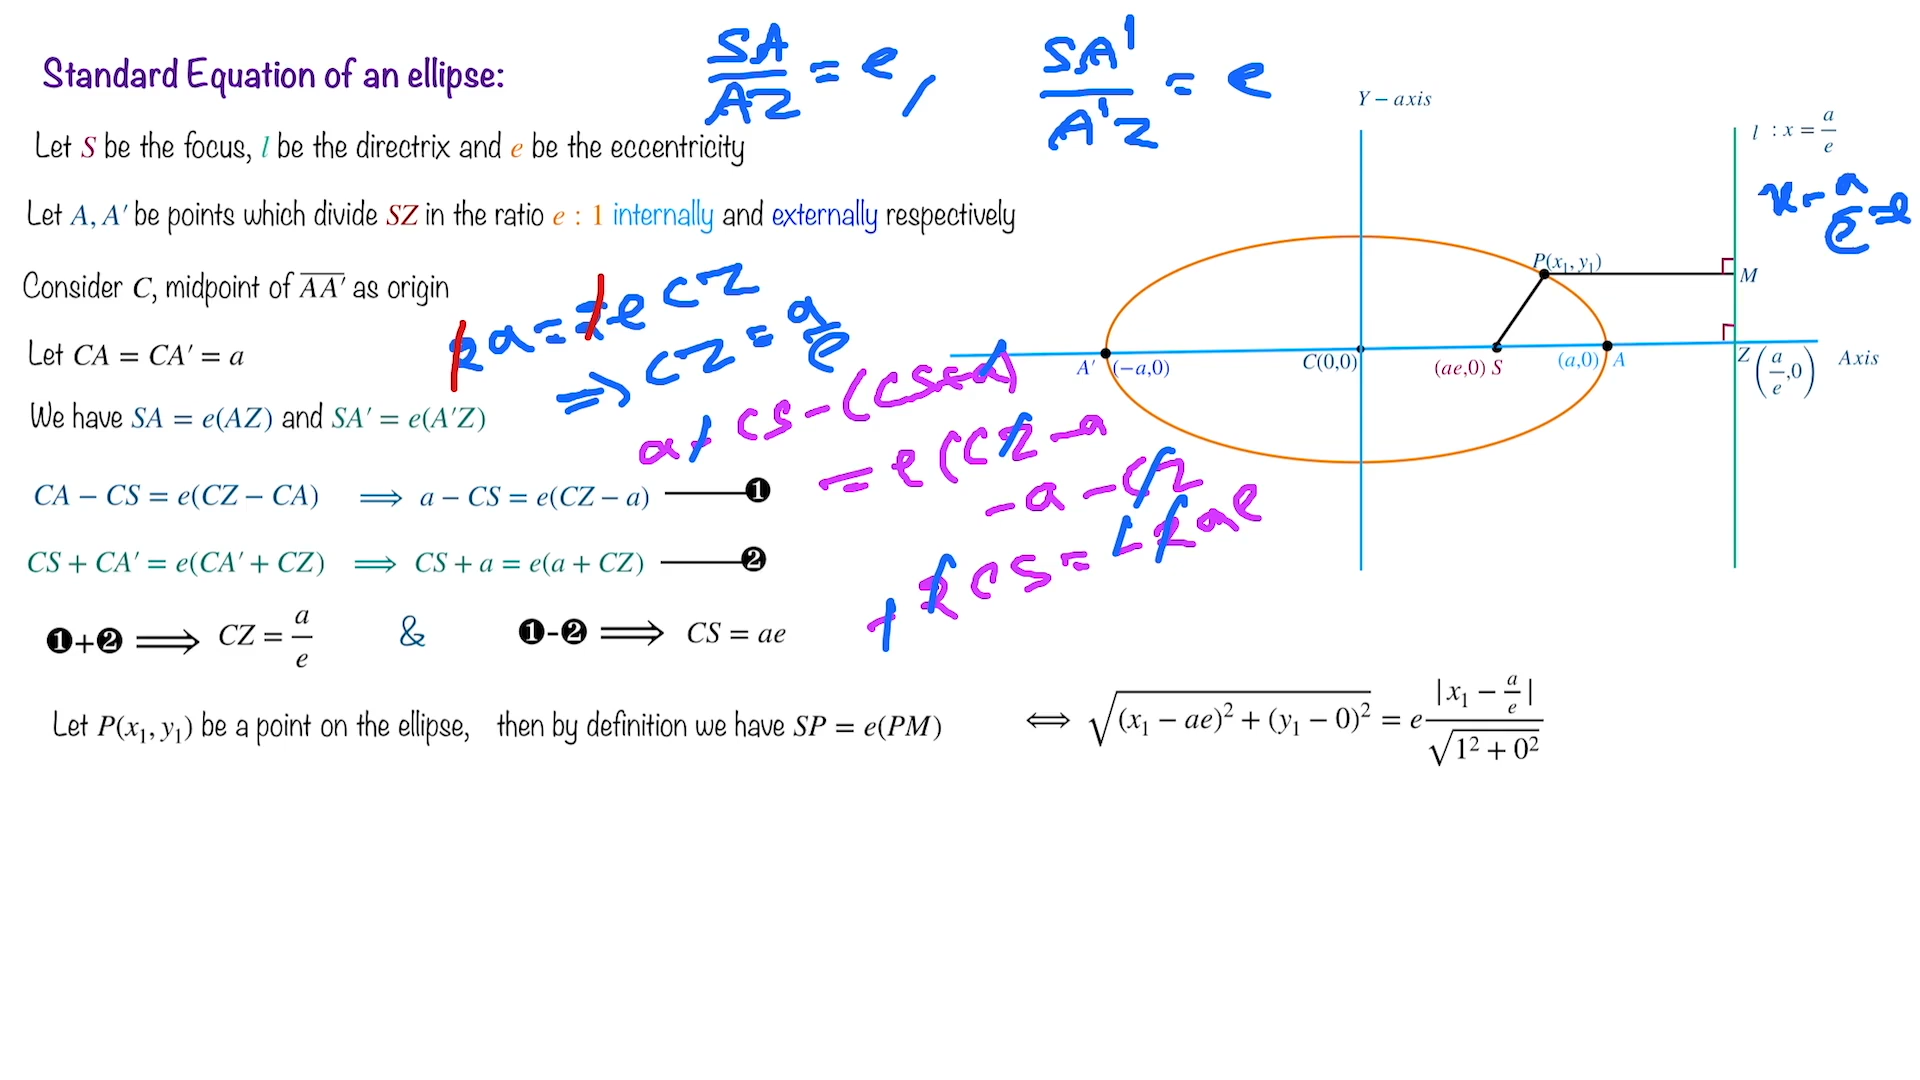 Standard Equation of an ellipse:
SA/AZ = e, SA'/A'Z = e
Let S be the focus, l be the directrix and e be the eccentricity
Let A, A' be points which divide SZ in the ratio e : 1 internally and externally respectively
Consider C, midpoint of AA' as origin
Let CA = CA' = a
2a = 2e CZ
⇒ CZ = a/e
We have SA = e(AZ) and SA' = e(A'Z)
CA − CS = e(CZ − CA) ⟹ a − CS = e(CZ − a) ❶
CS + CA' = e(CA' + CZ) ⟹ CS + a = e(a + CZ) ❷
= e(CZ − a
− a − CZ
2CS = 2ae
❶+❷ ⟹ CZ = a/e & ❶-❷ ⟹ CS = ae
Let P(x₁, y₁) be a point on the ellipse, then by definition we have SP = e(PM) ⟺ √((x₁ − ae)² + (y₁ − 0)²) = e |x₁ − a/e| / √(1² + 0²)
Y − axis
l : x = a/e
P(x₁, y₁)
M
A' (−a,0) C(0,0) (ae,0) S (a,0) A Z (a/e ,0) Axis